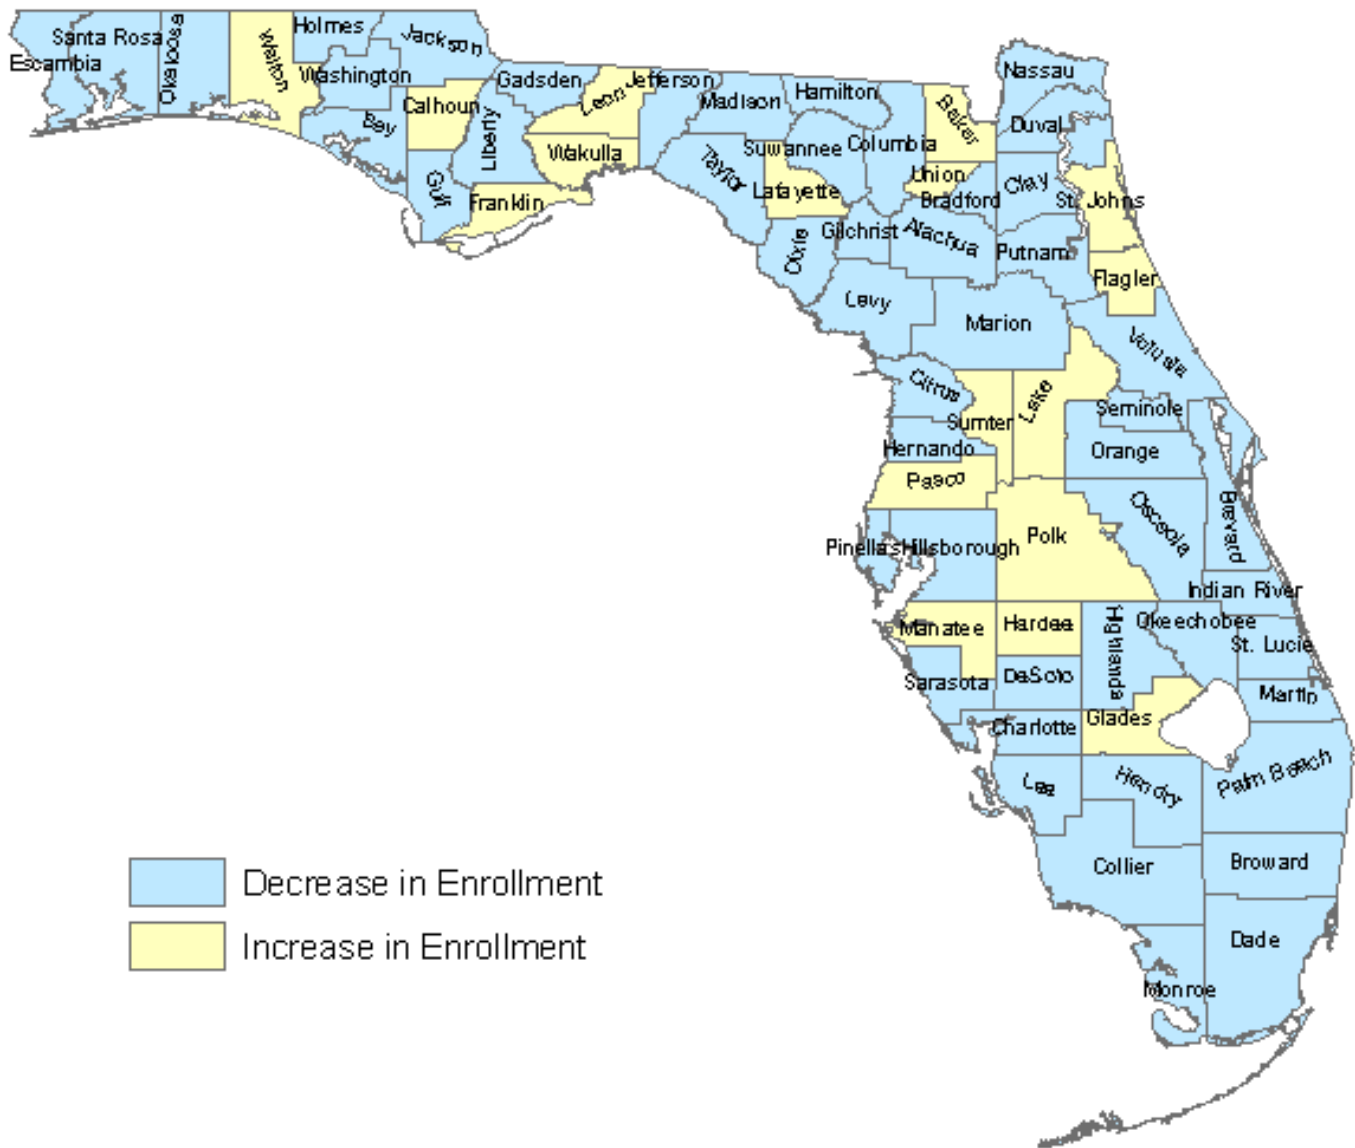 Holmes
Santa Rosa
Okaloosa
Walton
Jackson
Escambia
Washington
Gadsden
Jefferson
Nassau
Calhoun
Leon
Madison
Hamilton
Baker
Bay
Liberty
Wakulla
Suwannee
Columbia
Duval
Gulf
Franklin
Taylor
Lafayette
Union
Bradford
Clay
St. Johns
Dixie
Gilchrist
Alachua
Putnam
Flagler
Levy
Marion
Volusia
Citrus
Sumter
Lake
Seminole
Hernando
Orange
Pasco
Polk
Osceola
Brevard
Pinellas
Hillsborough
Indian River
Manatee
Hardee
Highlands
Okeechobee
St. Lucie
Sarasota
DeSoto
Martin
Charlotte
Glades
Lee
Hendry
Palm Beach
Collier
Broward
Dade
Monroe
Decrease in Enrollment
Increase in Enrollment